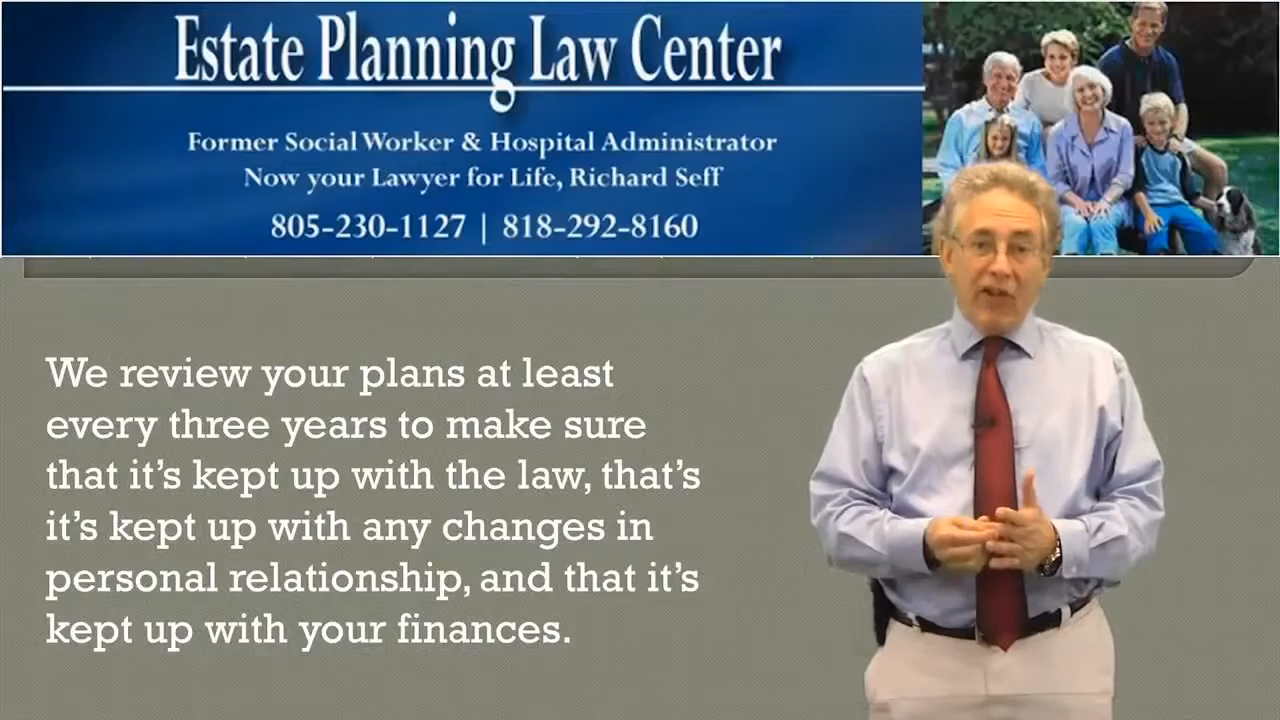 Estate Planning Law Center
Former Social Worker & Hospital Administrator
Now your Lawyer for Life, Richard Seff
805-230-1127 | 818-292-8160
We review your plans at least
every three years to make sure
that it’s kept up with the law, that’s
it’s kept up with any changes in
personal relationship, and that it’s
kept up with your finances.